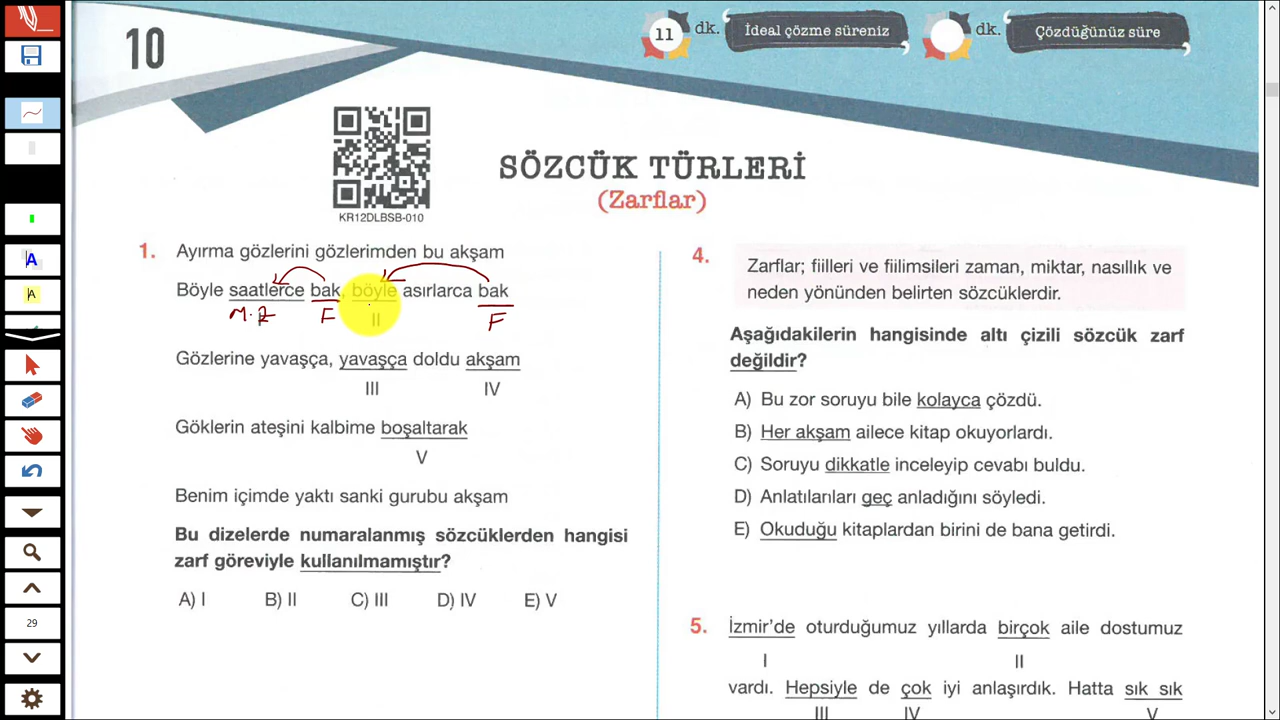 10
11 dk. İdeal çözme süreniz
dk. Çözdüğünüz süre
KR12DLBSB-010
SÖZCÜK TÜRLERİ
(Zarflar)
1. Ayırma gözlerini gözlerimden bu akşam
Böyle saatlerce bak, böyle asırlarca bak
M.Z F II F
Gözlerine yavaşça, yavaşça doldu akşam
III IV
Göklerin ateşini kalbime boşaltarak
V
Benim içimde yaktı sanki gurubu akşam
Bu dizelerde numaralanmış sözcüklerden hangisi
zarf göreviyle kullanılmamıştır?
A) I B) II C) III D) IV E) V
4. Zarflar; fiilleri ve fiilimsileri zaman, miktar, nasıllık ve
neden yönünden belirten sözcüklerdir.
Aşağıdakilerin hangisinde altı çizili sözcük zarf
değildir?
A) Bu zor soruyu bile kolayca çözdü.
B) Her akşam ailece kitap okuyorlardı.
C) Soruyu dikkatle inceleyip cevabı buldu.
D) Anlatılanları geç anladığını söyledi.
E) Okuduğu kitaplardan birini de bana getirdi.
5. İzmir'de oturduğumuz yıllarda birçok aile dostumuz
I II
vardı. Hepsiyle de çok iyi anlaşırdık. Hatta sık sık
III IV V
A
A
29